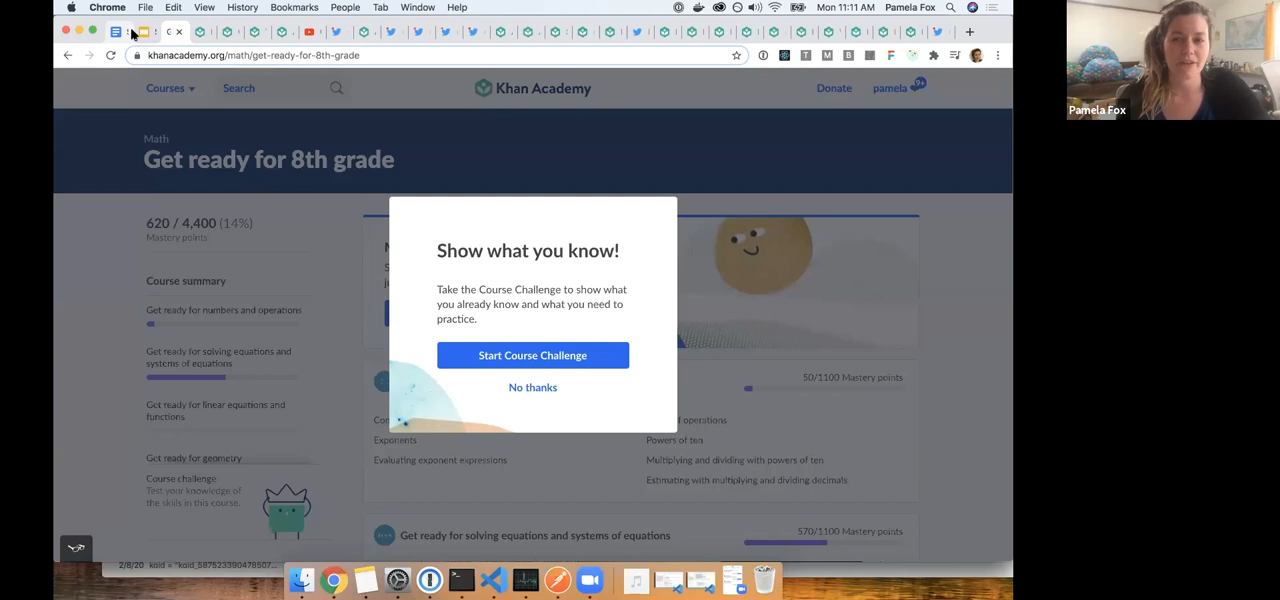 Chrome File Edit View History Bookmarks People Tab Window Help Mon 11:11 AM Pamela Fox
khanacademy.org/math/get-ready-for-8th-grade
Courses Search Khan Academy Donate pamela
Math
Get ready for 8th grade
620 / 4,400 (14%)
Mastery points
Course summary
Get ready for numbers and operations
Get ready for solving equations and
systems of equations
Get ready for linear equations and
functions
Get ready for geometry
Course challenge
Test your knowledge of
the skills in this course.
Show what you know!
Take the Course Challenge to show what
you already know and what you need to
practice.
Start Course Challenge
No thanks
50/1100 Mastery points
of operations
Exponents
Powers of ten
Evaluating exponent expressions
Multiplying and dividing with powers of ten
Estimating with multiplying and dividing decimals
Get ready for solving equations and systems of equations
570/1100 Mastery points
Pamela Fox